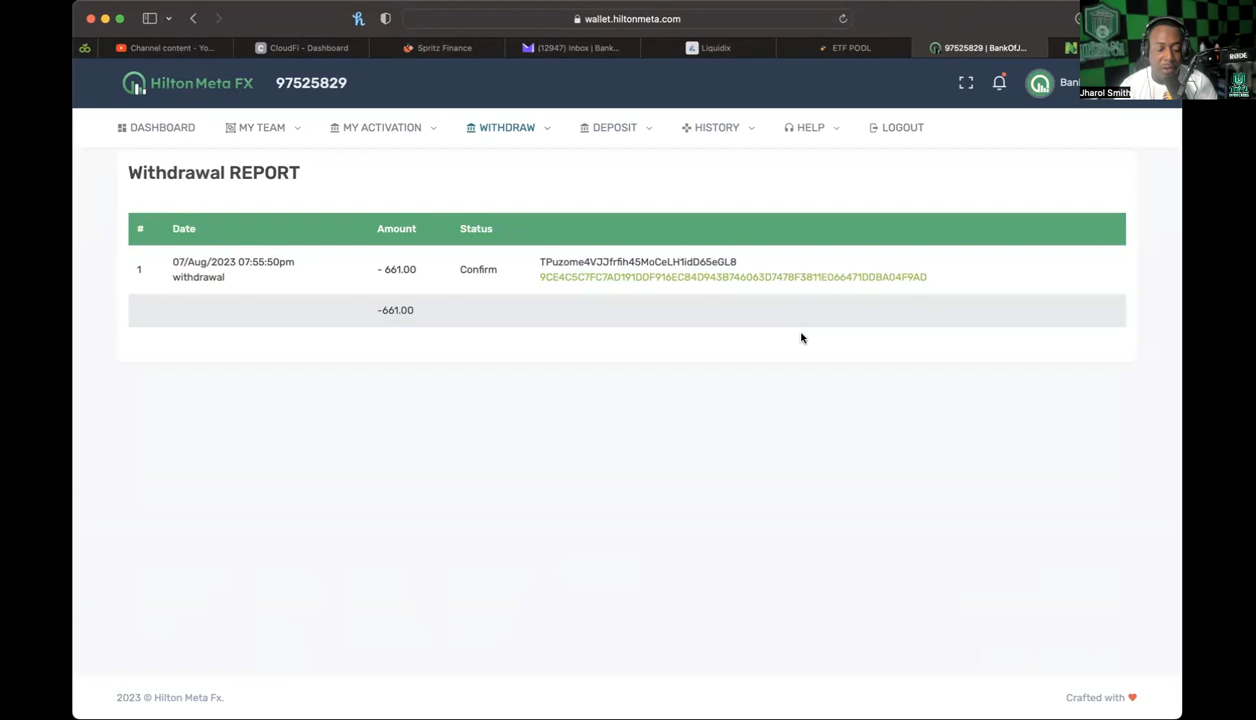 wallet.hiltonmeta.com
Channel content - Yo...
CloudFi - Dashboard
Spritz Finance
(12947) Inbox | Bank...
Liquidix
ETF POOL
97525829 | BankOfJ...
Hilton Meta FX
97525829
Ban
Jharol Smith
RØDE
DASHBOARD
MY TEAM
MY ACTIVATION
WITHDRAW
DEPOSIT
HISTORY
HELP
LOGOUT
Withdrawal REPORT
# Date Amount Status
1 07/Aug/2023 07:55:50pm withdrawal - 661.00 Confirm TPuzome4VJJfrfih45MoCeLH1idD65eGL8
9CE4C5C7FC7AD191DDF916EC84D943B746063D7478F3811E066471DDBA04F9AD
-661.00
2023 © Hilton Meta Fx.
Crafted with